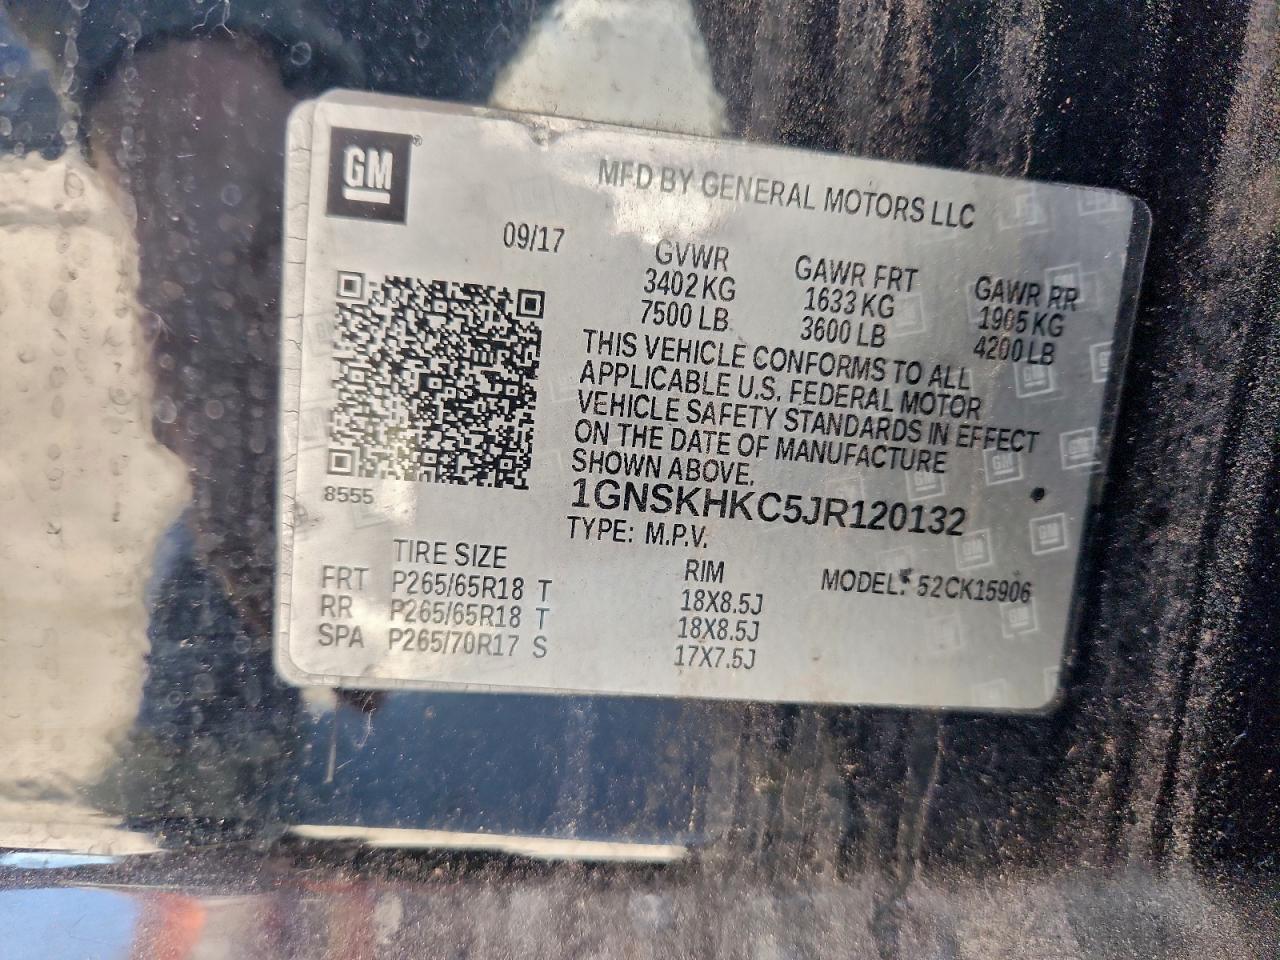 GM
MFD BY GENERAL MOTORS LLC
09/17
GVWR GAWR FRT GAWR RR
3402 KG 1633 KG 1905 KG
7500 LB 3600 LB 4200 LB
THIS VEHICLE CONFORMS TO ALL
APPLICABLE U.S. FEDERAL MOTOR
VEHICLE SAFETY STANDARDS IN EFFECT
ON THE DATE OF MANUFACTURE
SHOWN ABOVE.
8555
1GNSKHKC5JR120132
TYPE: M.P.V.
TIRE SIZE RIM MODEL: 52CK15906
FRT P265/65R18 T 18X8.5J
RR P265/65R18 T 18X8.5J
SPA P265/70R17 S 17X7.5J